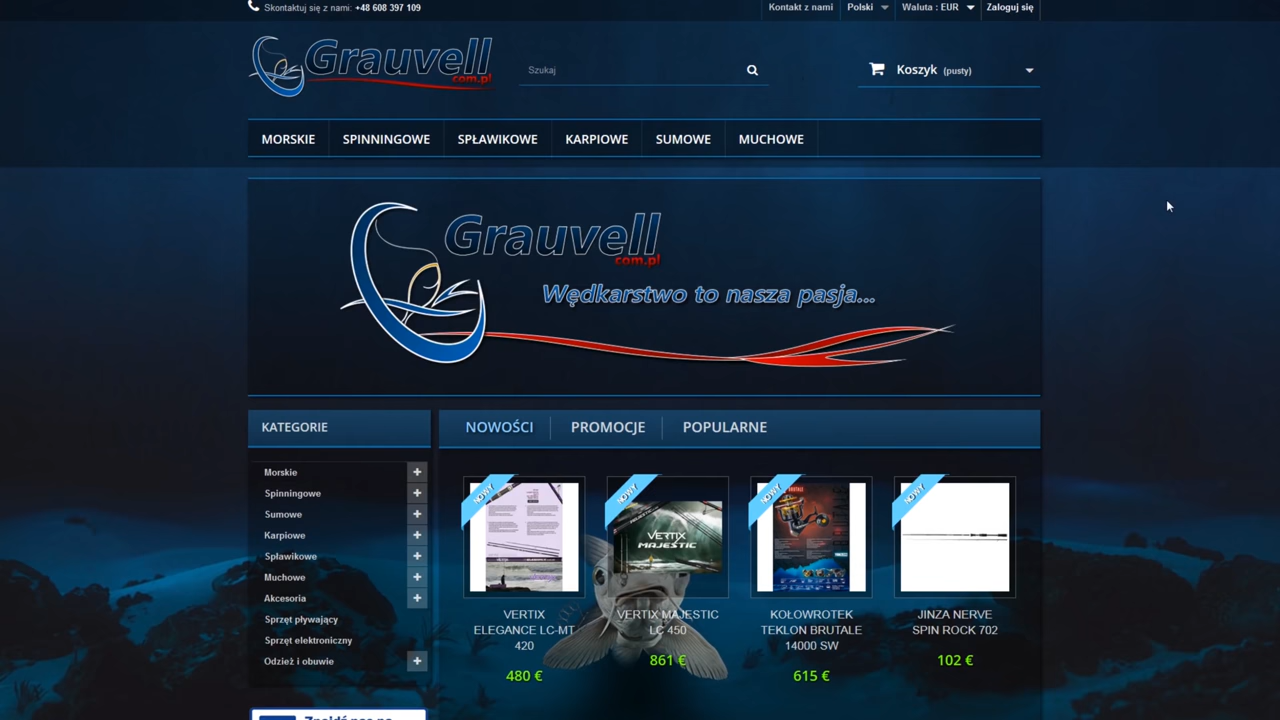 Skontaktuj się z nami: +48 608 397 109
Kontakt z nami
Polski
Waluta : EUR
Zaloguj się
Grauvell
com.pl
Szukaj
Koszyk (pusty)
MORSKIE
SPINNINGOWE
SPŁAWIKOWE
KARPIOWE
SUMOWE
MUCHOWE
Grauvell
com.pl
Wędkarstwo to nasza pasja...
KATEGORIE
Morskie
Spinningowe
Sumowe
Karpiowe
Spławikowe
Muchowe
Akcesoria
Sprzęt pływający
Sprzęt elektroniczny
Odzież i obuwie
NOWOŚCI
PROMOCJE
POPULARNE
NOWY
VERTIX
ELEGANCE LC-MT
420
480 €
NOWY
VERTIX
MAJESTIC
VERTIX MAJESTIC
LC 450
861 €
NOWY
KOŁOWROTEK
TEKLON BRUTALE
14000 SW
615 €
NOWY
JINZA NERVE
SPIN ROCK 702
102 €